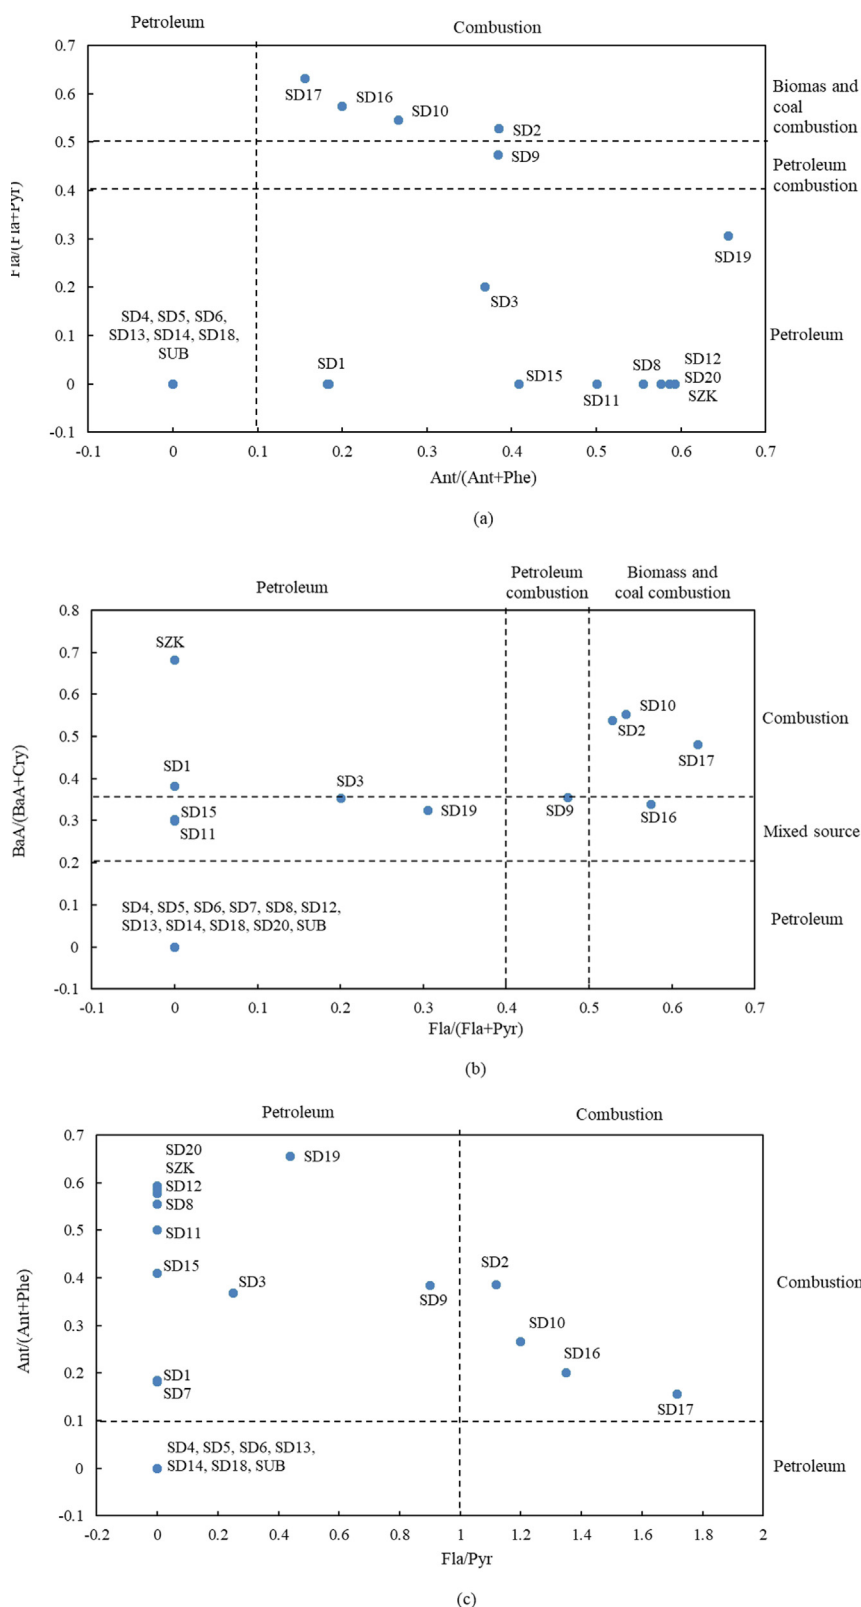 Petroleum
Combustion
0.7
0.6
0.5
0.4
0.3
0.2
0.1
0
-0.1
Fla/(Fla+Pyr)
SD17
SD16
SD10
SD2
SD9
SD19
SD3
SD4, SD5, SD6,
SD13, SD14, SD18,
SUB
SD1
SD15
SD11
SD8
SD12
SD20
SZK
Biomas and
coal
combustion
Petroleum
combustion
Petroleum
-0.1 0 0.1 0.2 0.3 0.4 0.5 0.6 0.7
Ant/(Ant+Phe)
(a)
Petroleum
Petroleum
combustion
Biomass and
coal combustion
0.8
0.7
0.6
0.5
0.4
0.3
0.2
0.1
0
-0.1
BaA/(BaA+Cry)
SZK
SD10
SD2
SD17
SD1
SD3
SD15
SD19
SD9
SD16
SD11
SD4, SD5, SD6, SD7, SD8, SD12,
SD13, SD14, SD18, SD20, SUB
Combustion
Mixed source
Petroleum
-0.1 0 0.1 0.2 0.3 0.4 0.5 0.6 0.7
Fla/(Fla+Pyr)
(b)
Petroleum
Combustion
0.7
0.6
0.5
0.4
0.3
0.2
0.1
0
-0.1
Ant/(Ant+Phe)
SD20
SZK
SD12
SD8
SD19
SD11
SD15
SD3
SD9
SD2
SD10
SD16
SD1
SD7
SD17
SD4, SD5, SD6, SD13,
SD14, SD18, SUB
Combustion
Petroleum
-0.2 0 0.2 0.4 0.6 0.8 1 1.2 1.4 1.6 1.8 2
Fla/Pyr
(c)